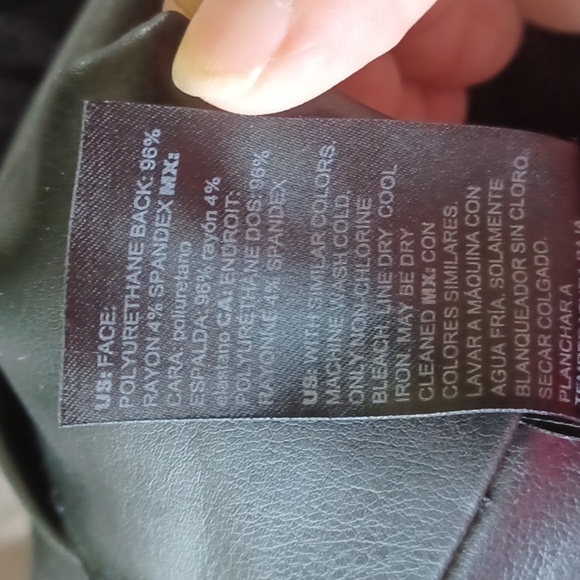 US: FACE:
POLYURETHANE BACK: 96%
RAYON 4% SPANDEX MX:
CARA: poliuretano
ESPALDA: 96% rayón 4%
elantano CA/ ENDROIT:
POLYURÉTHANE DOS: 96%
RAYONNE 4% SPANDEX
US: WITH SIMILAR COLORS.
MACHINE WASH COLD.
ONLY NON-CHLORINE
BLEACH. LINE DRY. COOL
IRON. MAY BE DRY
CLEANED MX: CON
COLORES SIMILARES.
LAVAR A MÁQUINA CON
AGUA FRÍA. SOLAMENTE
BLANQUEADOR SIN CLORO.
SECAR COLGADO.
PLANCHAR A